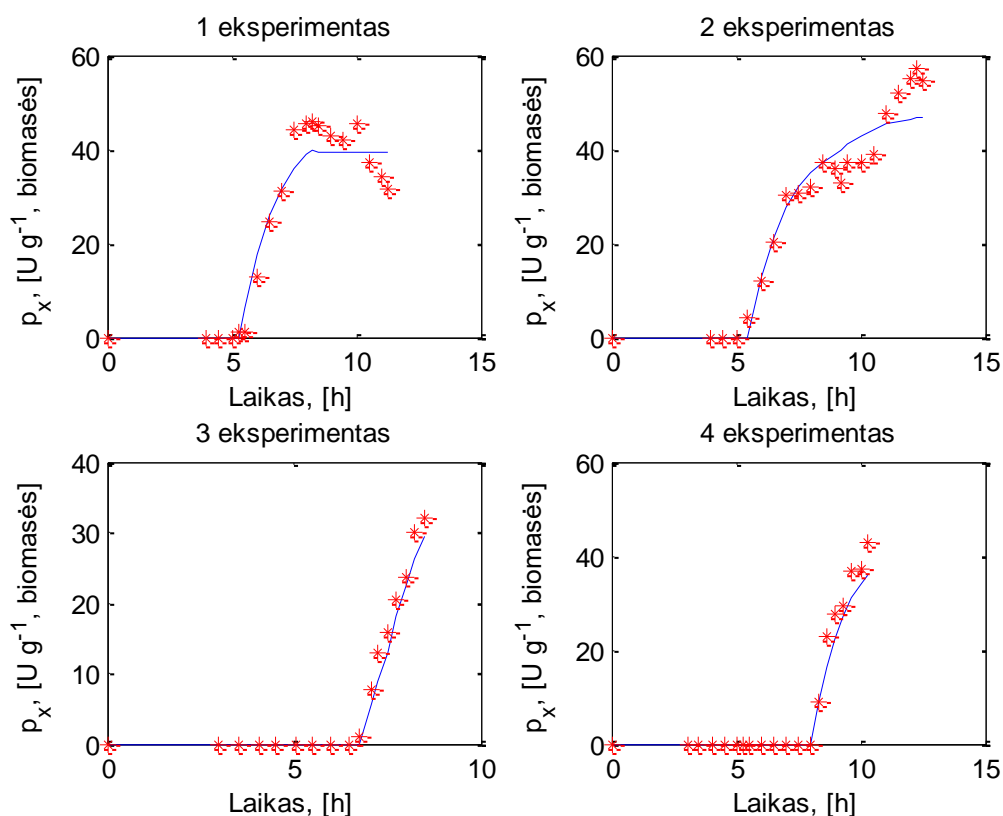 1 eksperimentas
60
40
20
0
0
5
10
15
p_x, [U g^-1, biomasės]
Laikas, [h]
2 eksperimentas
60
40
20
0
0
5
10
15
p_x, [U g^-1, biomasės]
Laikas, [h]
3 eksperimentas
40
30
20
10
0
0
5
10
p_x, [U g^-1, biomasės]
Laikas, [h]
4 eksperimentas
60
40
20
0
0
5
10
15
p_x, [U g^-1, biomasės]
Laikas, [h]